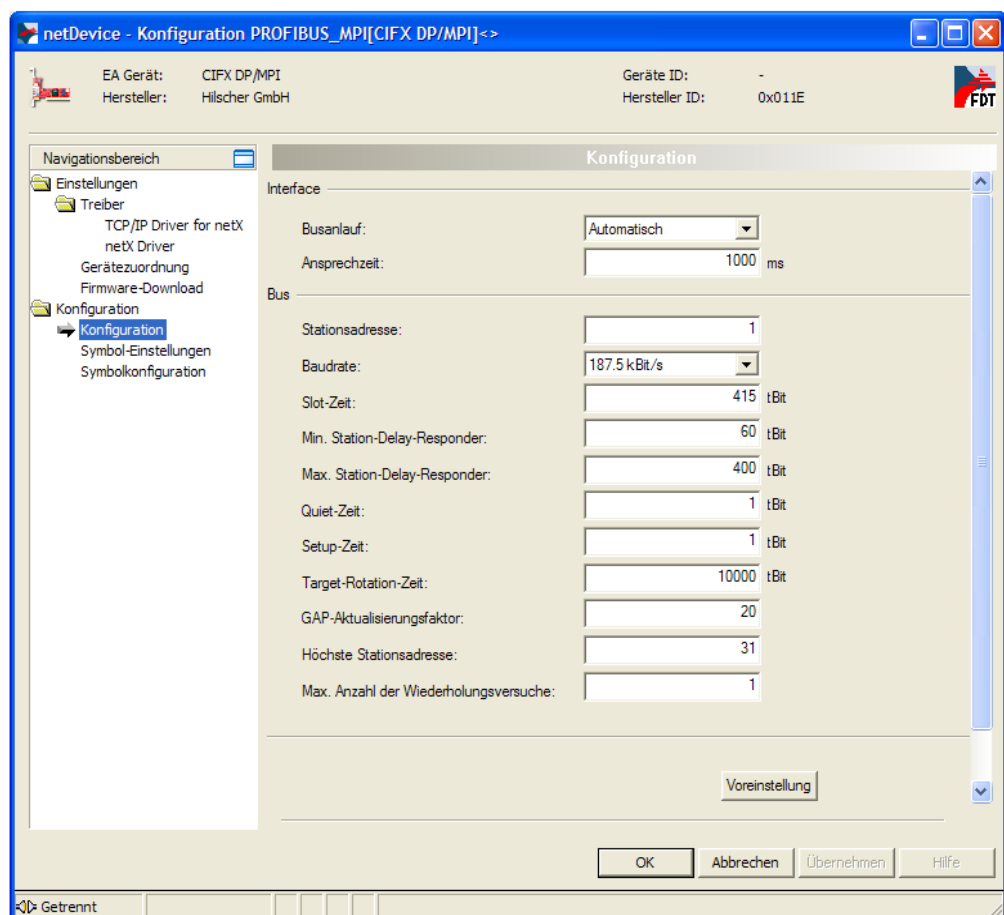 netDevice - Konfiguration PROFIBUS_MPI[CIFX DP/MPI]<>
EA Gerät: CIFX DP/MPI Geräte ID: -
Hersteller: Hilscher GmbH Hersteller ID: 0x011E
FDT
Navigationsbereich
Einstellungen
Treiber
TCP/IP Driver for netX
netX Driver
Gerätezuordnung
Firmware-Download
Konfiguration
Konfiguration
Symbol-Einstellungen
Symbolkonfiguration
Konfiguration
Interface
Busanlauf: Automatisch
Ansprechzeit: 1000 ms
Bus
Stationsadresse: 1
Baudrate: 187.5 kBit/s
Slot-Zeit: 415 tBit
Min. Station-Delay-Responder: 60 tBit
Max. Station-Delay-Responder: 400 tBit
Quiet-Zeit: 1 tBit
Setup-Zeit: 1 tBit
Target-Rotation-Zeit: 10000 tBit
GAP-Aktualisierungsfaktor: 20
Höchste Stationsadresse: 31
Max. Anzahl der Wiederholungsversuche: 1
Voreinstellung
OK Abbrechen Übernehmen Hilfe
Getrennt